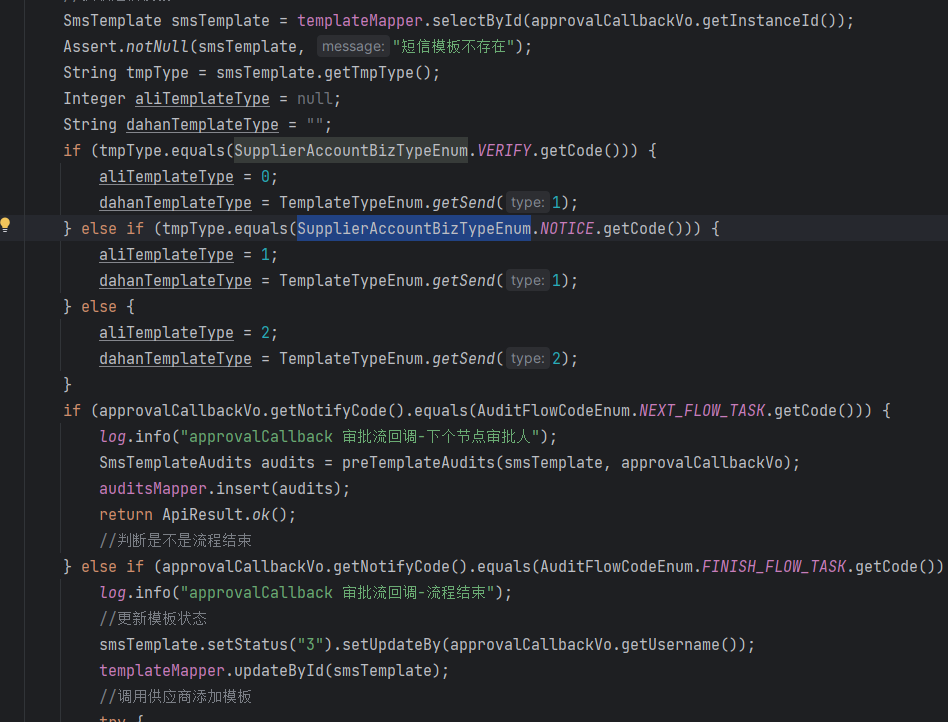 SmsTemplate smsTemplate = templateMapper.selectById(approvalCallbackVo.getInstanceId());
Assert.notNull(smsTemplate, message: "短信模板不存在");
String tmpType = smsTemplate.getTmpType();
Integer aliTemplateType = null;
String dahanTemplateType = "";
if (tmpType.equals(SupplierAccountBizTypeEnum.VERIFY.getCode())) {
aliTemplateType = 0;
dahanTemplateType = TemplateTypeEnum.getSend( type: 1);
} else if (tmpType.equals(SupplierAccountBizTypeEnum.NOTICE.getCode())) {
aliTemplateType = 1;
dahanTemplateType = TemplateTypeEnum.getSend( type: 1);
} else {
aliTemplateType = 2;
dahanTemplateType = TemplateTypeEnum.getSend( type: 2);
}
if (approvalCallbackVo.getNotifyCode().equals(AuditFlowCodeEnum.NEXT_FLOW_TASK.getCode())) {
log.info("approvalCallback 审批流回调-下个节点审批人");
SmsTemplateAudits audits = preTemplateAudits(smsTemplate, approvalCallbackVo);
auditsMapper.insert(audits);
return ApiResult.ok();
//判断是不是流程结束
} else if (approvalCallbackVo.getNotifyCode().equals(AuditFlowCodeEnum.FINISH_FLOW_TASK.getCode())
log.info("approvalCallback 审批流回调-流程结束");
//更新模板状态
smsTemplate.setStatus("3").setUpdateBy(approvalCallbackVo.getUsername());
templateMapper.updateById(smsTemplate);
//调用供应商添加模板
try {